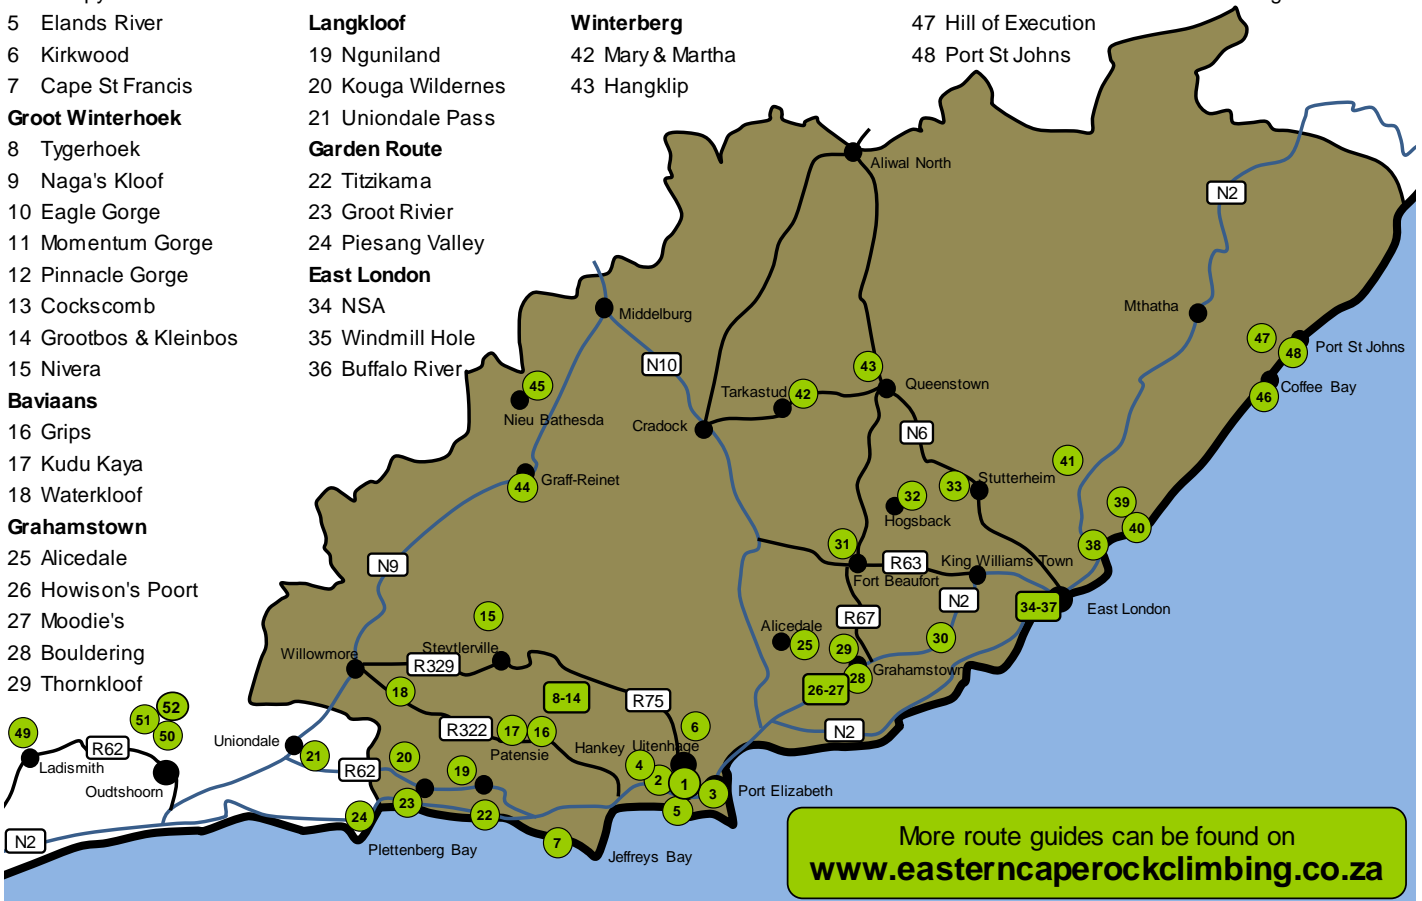 5 Elands River
6 Kirkwood
7 Cape St Francis
Groot Winterhoek
8 Tygerhoek
9 Naga's Kloof
10 Eagle Gorge
11 Momentum Gorge
12 Pinnacle Gorge
13 Cockscomb
14 Grootbos & Kleinbos
15 Nivera
Baviaans
16 Grips
17 Kudu Kaya
18 Waterkloof
Grahamstown
25 Alicedale
26 Howison's Poort
27 Moodie's
28 Bouldering
29 Thornkloof
Langkloof
19 Nguniland
20 Kouga Wildernes
21 Uniondale Pass
Garden Route
22 Titzikama
23 Groot Rivier
24 Piesang Valley
East London
34 NSA
35 Windmill Hole
36 Buffalo River
Winterberg
42 Mary & Martha
43 Hangklip
47 Hill of Execution
48 Port St Johns
Aliwal North
N2
Middelburg
Mthatha
47
48
Port St Johns
N10
43
45
Tarkastud
42
Queenstown
46
Coffee Bay
Nieu Bathesda
Cradock
N6
41
44
Graff-Reinet
33
Stutterheim
32
Hogsback
39
40
31
38
N9
R63
King Williams Town
Fort Beaufort
N2
34-37
East London
15
R67
Alicedale
25
29
30
Willowmore
R329
Steytlerville
Grahamstown
28
26-27
18
8-14
R75
52
51
50
49
R62
Ladismith
Oudtshoorn
Uniondale
21
R62
20
R322
17
16
Patensie
Hankey
Uitenhage
6
N2
19
4
2
1
3
Port Elizabeth
5
24
23
22
7
Plettenberg Bay
Jeffreys Bay
N2
More route guides can be found on
www.easterncaperockclimbing.co.za